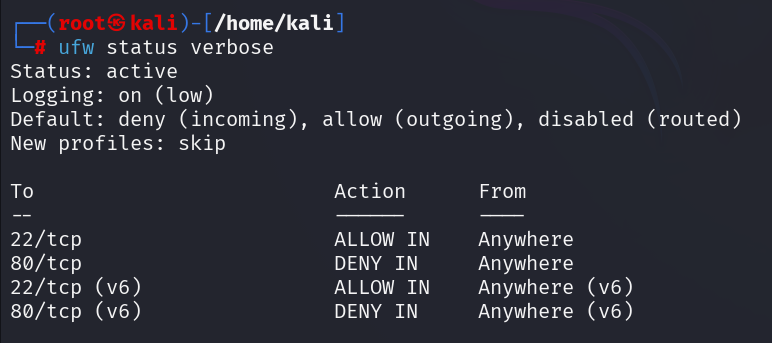 ┌──(root㉿kali)-[/home/kali]
└─# ufw status verbose
Status: active
Logging: on (low)
Default: deny (incoming), allow (outgoing), disabled (routed)
New profiles: skip

To                         Action      From
--                         ------      ----
22/tcp                     ALLOW IN    Anywhere
80/tcp                     DENY IN     Anywhere
22/tcp (v6)                ALLOW IN    Anywhere (v6)
80/tcp (v6)                DENY IN     Anywhere (v6)